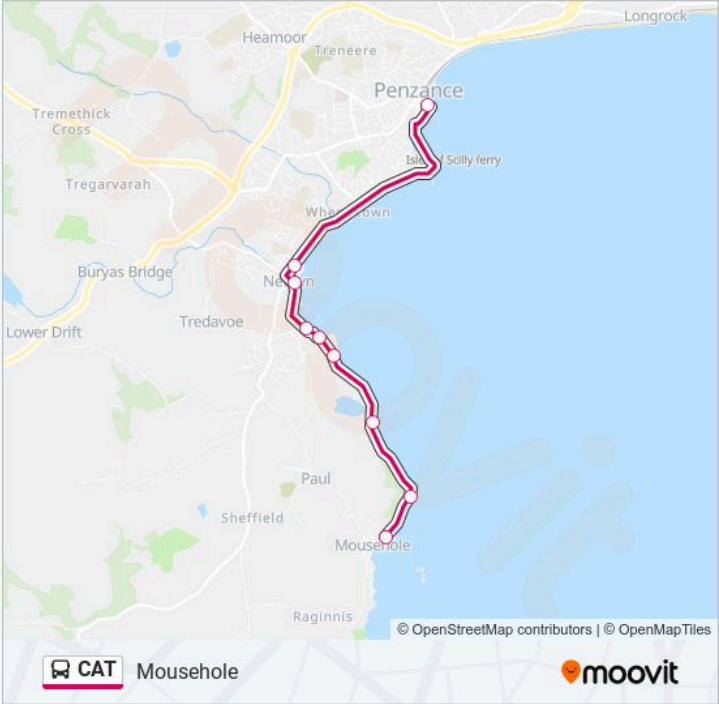 Longrock
Heamoor
Treneere
Penzance
Tremethick
Cross
Isles of Scilly ferry
Tregarvarah
Wherrytown
Buryas Bridge
Newlyn
Tredavoe
Lower Drift
Paul
Sheffield
Mousehole
Raginnis
© OpenStreetMap contributors | © OpenMapTiles
CAT Mousehole
moovit